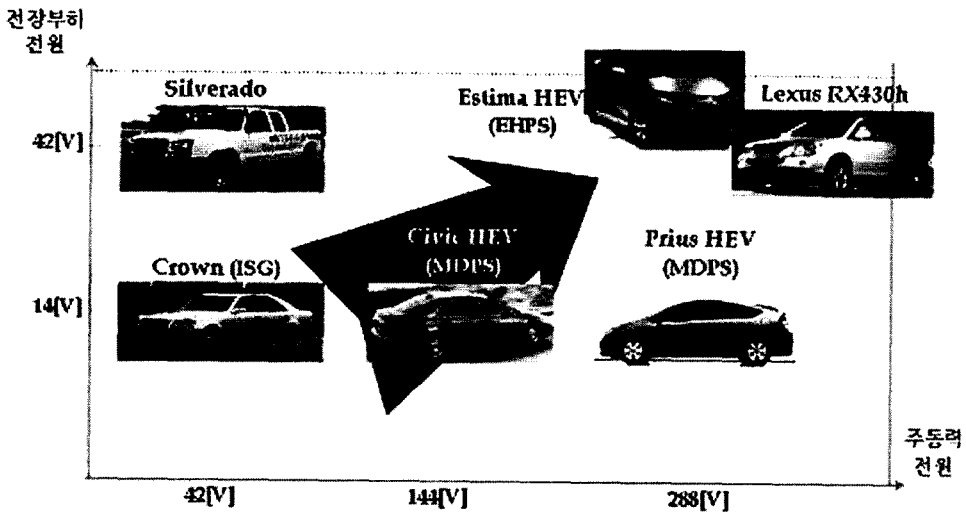 전장부하
전원
Silverado
Estima HEV
(EHPS)
Lexus RX430h
42[V]
Civic HEV
(MDPS)
Prius HEV
(MDPS)
Crown (ISG)
14[V]
주동력
전원
42[V]
144[V]
288[V]